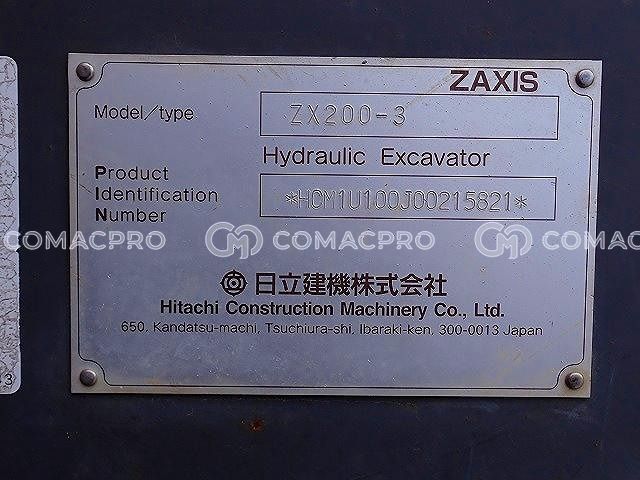 ZAXIS
Model/type ZX200-3
Hydraulic Excavator
Product
Identification
Number
*HCM1U100J00215821*
COMACPRO COMACPRO COMACPRO
日立建機株式会社
Hitachi Construction Machinery Co., Ltd.
650, Kandatsu-machi, Tsuchiura-shi, Ibaraki-ken, 300-0013 Japan
3